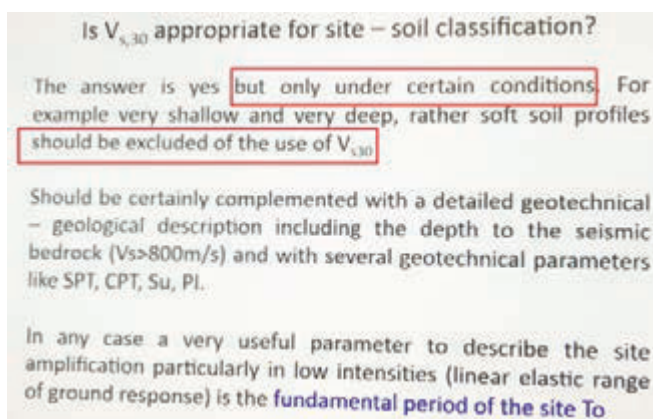 Is Vs,30 appropriate for site – soil classification?
The answer is yes but only under certain conditions. For
example very shallow and very deep, rather soft soil profiles
should be excluded of the use of Vs30
Should be certainly complemented with a detailed geotechnical
– geological description including the depth to the seismic
bedrock (Vs>800m/s) and with several geotechnical parameters
like SPT, CPT, Su, PI.
In any case a very useful parameter to describe the site
amplification particularly in low intensities (linear elastic range
of ground response) is the fundamental period of the site To